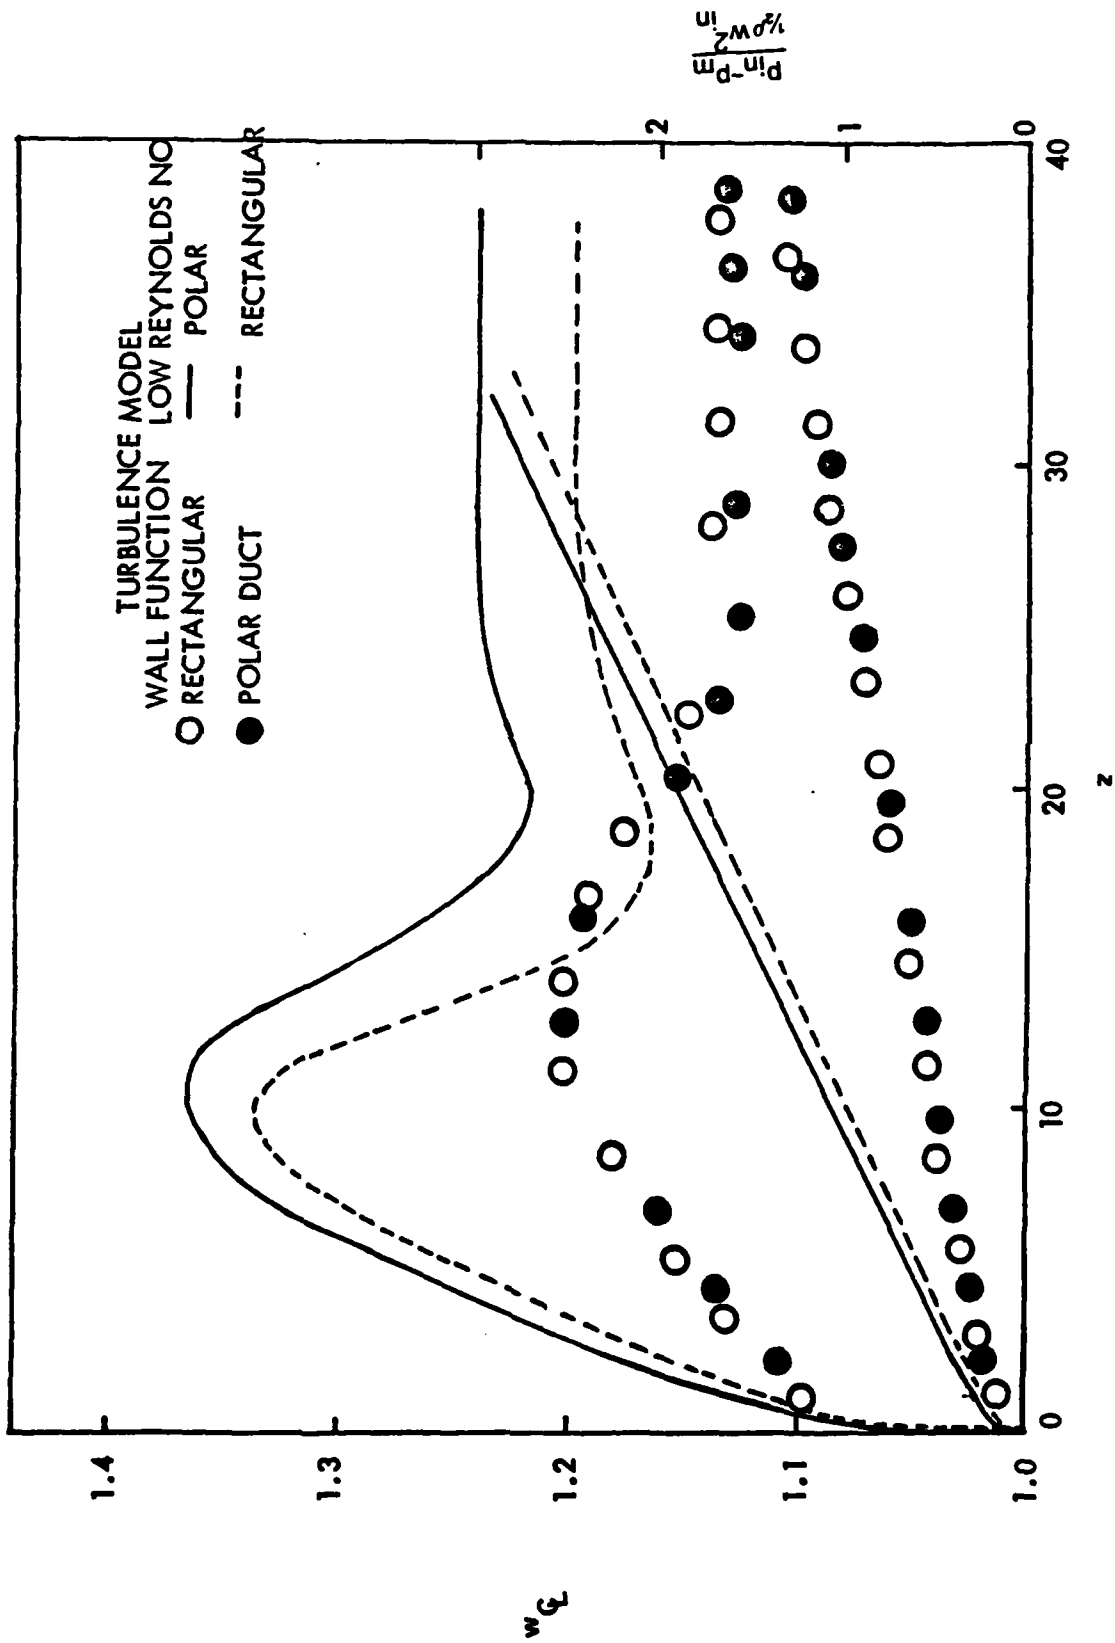 TURBULENCE MODEL
WALL FUNCTION LOW REYNOLDS NO
○ RECTANGULAR — POLAR
● POLAR DUCT --- RECTANGULAR
w℄
1.4
1.3
1.2
1.1
1.0
p_in-p_m
½ρw²_in
2
1
0
0 10 20 30 40
z